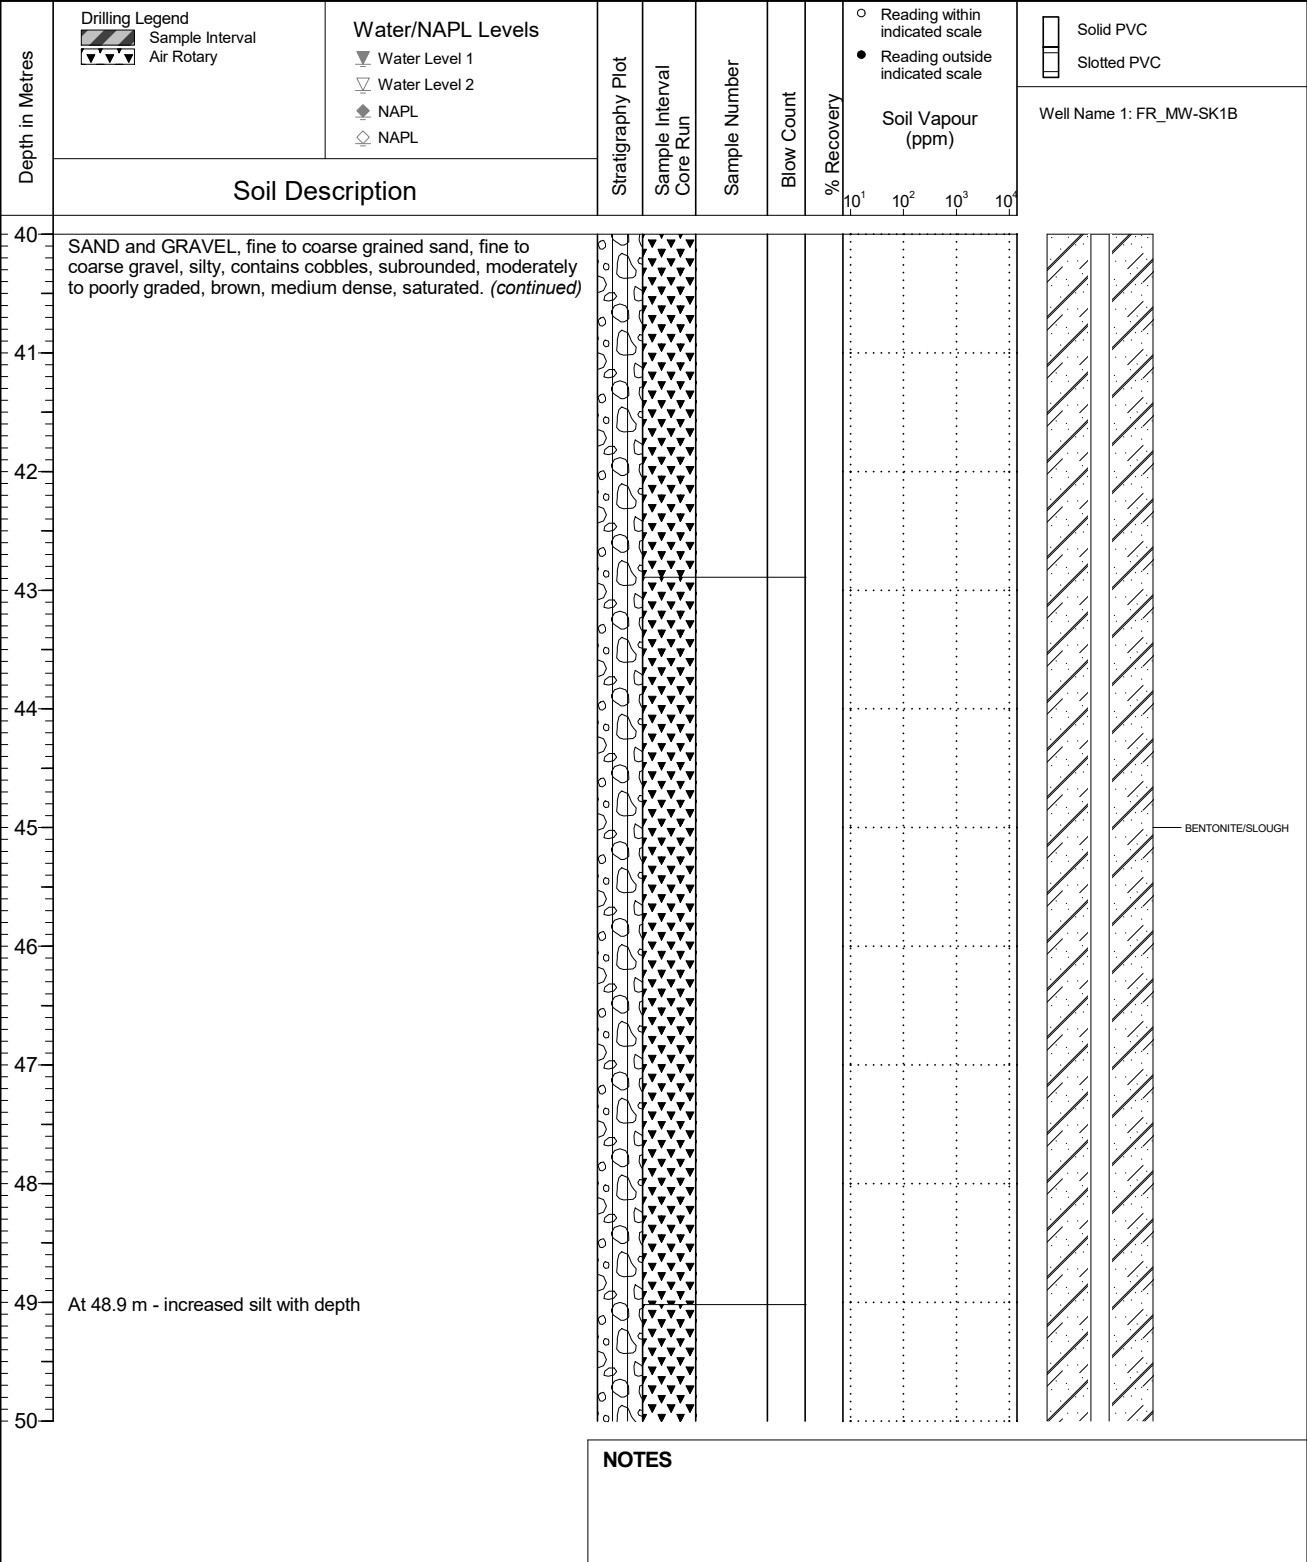 Depth in Metres
Drilling Legend
Sample Interval
Air Rotary
Water/NAPL Levels
Water Level 1
Water Level 2
NAPL
NAPL
Soil Description
Stratigraphy Plot
Sample Interval
Core Run
Sample Number
Blow Count
% Recovery
Reading within
indicated scale
Reading outside
indicated scale
Soil Vapour
(ppm)
10¹ 10² 10³ 10⁴
Solid PVC
Slotted PVC
Well Name 1: FR_MW-SK1B
40
SAND and GRAVEL, fine to coarse grained sand, fine to
coarse gravel, silty, contains cobbles, subrounded, moderately
to poorly graded, brown, medium dense, saturated. (continued)
41
42
43
44
45
BENTONITE/SLOUGH
46
47
48
49
At 48.9 m - increased silt with depth
50
NOTES